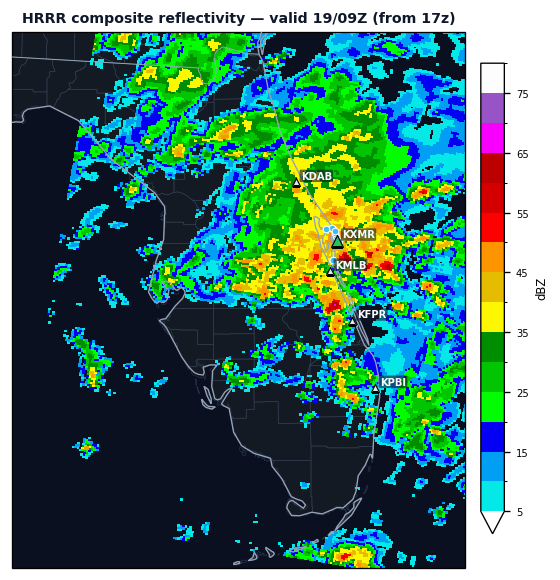 HRRR composite reflectivity — valid 19/09Z (from 17z)
KDAB
KXMR
KMLB
KFPR
KPBI
75
65
55
45
35
25
15
5
dBZ